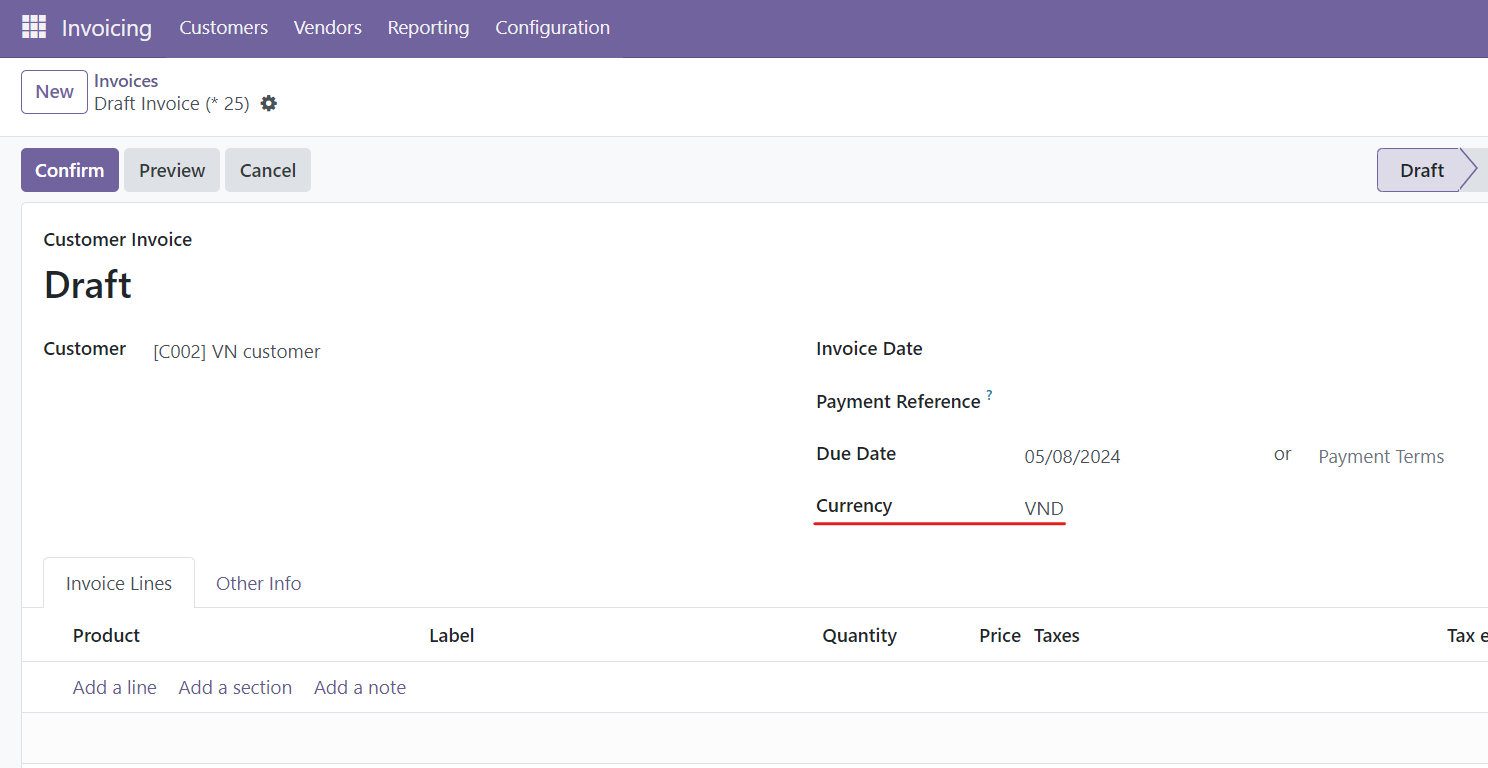 Invoicing Customers Vendors Reporting Configuration
New
Invoices
Draft Invoice (* 25)
Confirm Preview Cancel Draft
Customer Invoice
Draft
Customer [C002] VN customer
Invoice Date
Payment Reference ?
Due Date 05/08/2024 or Payment Terms
Currency VND
Invoice Lines Other Info
Product Label Quantity Price Taxes Tax e
Add a line Add a section Add a note